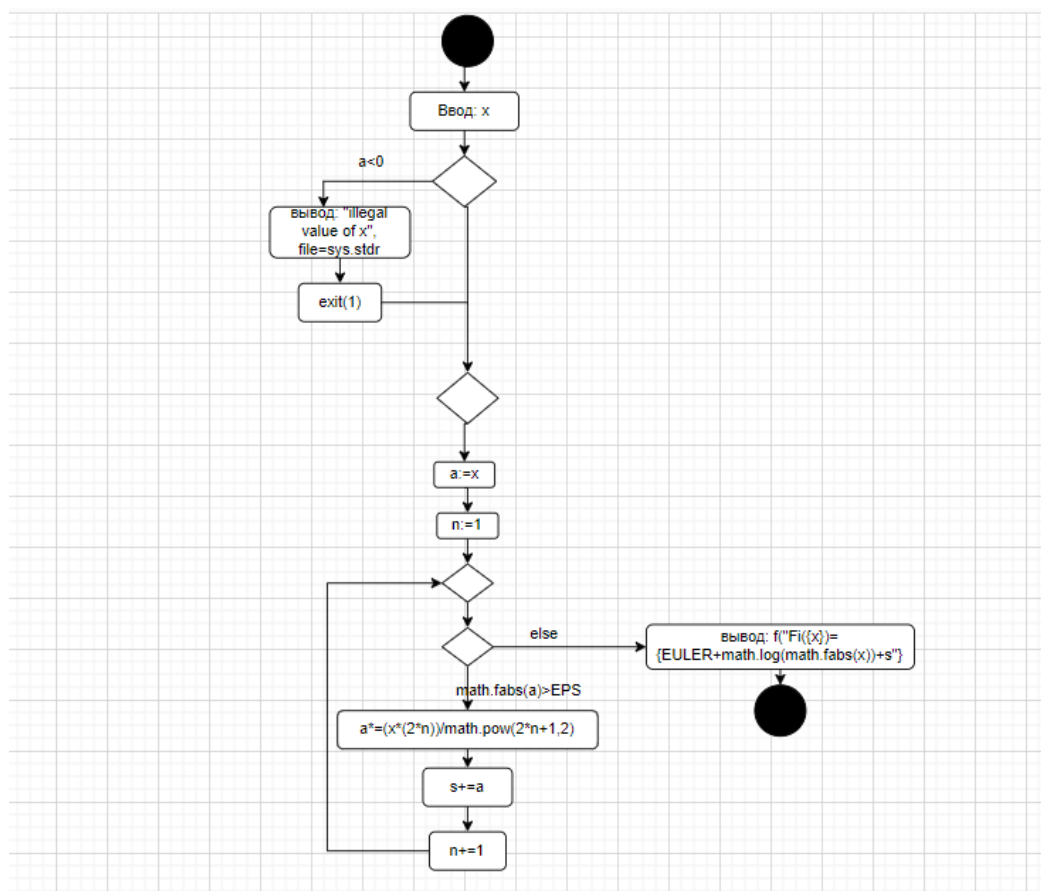 Ввод: x
a<0
вывод: "illegal
value of x",
file=sys.stdr
exit(1)
a:=x
n:=1
else
вывод: f("Fi({x})=
{EULER+math.log(math.fabs(x))+s"}
math.fabs(a)>EPS
a*=(x*(2*n))/math.pow(2*n+1,2)
s+=a
n+=1